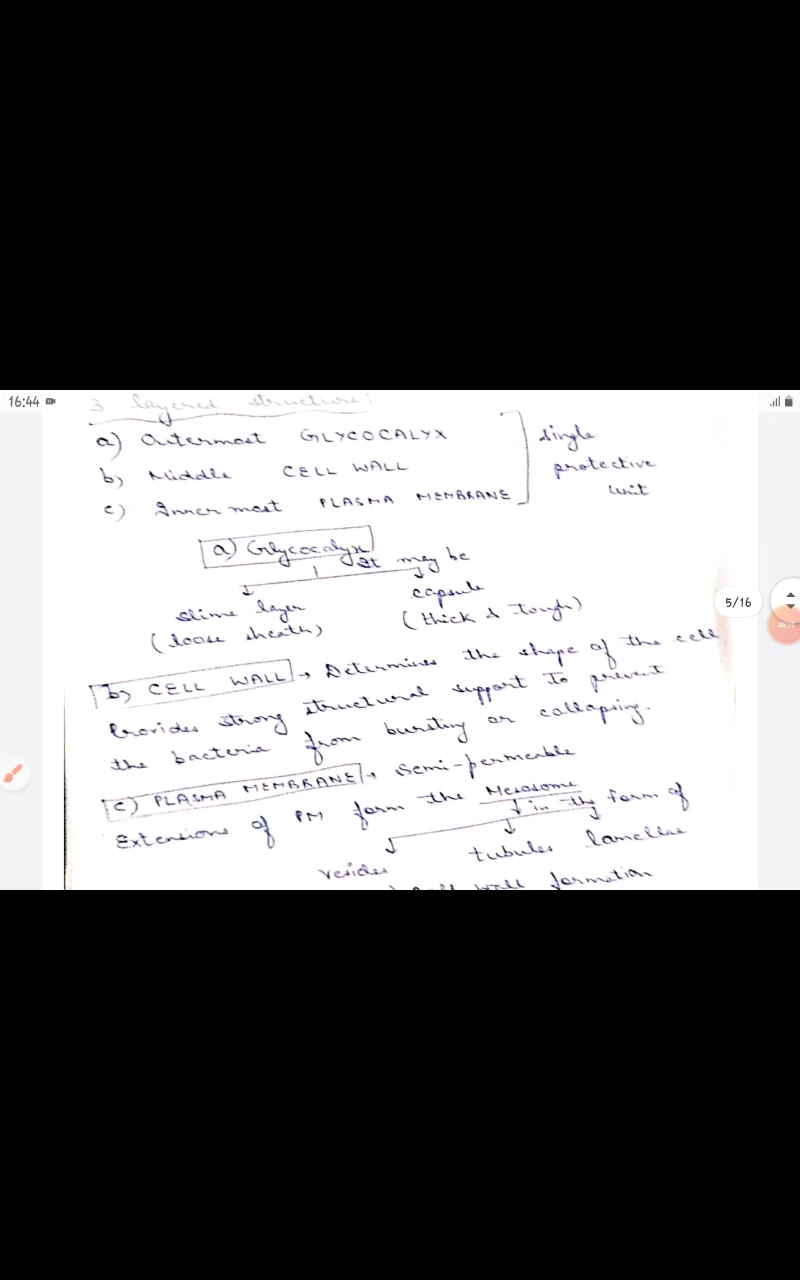 16:44
3 layered structure:
a) Outermost GLYCOCALYX
b) Middle CELL WALL
c) Inner most PLASMA MEMBRANE
single
protective
unit
a) Glycocalyx
It may be
slime layer
(loose sheath)
capsule
(thick & tough)
5/16
b) CELL WALL → Determines the shape of the cell
Provides strong structural support to prevent
the bacteria from bursting or collapsing.
c) PLASMA MEMBRANE → semi-permeable
Extensions of PM form the Mesosome
in the form of
vesicles tubules lamellae
cell wall formation